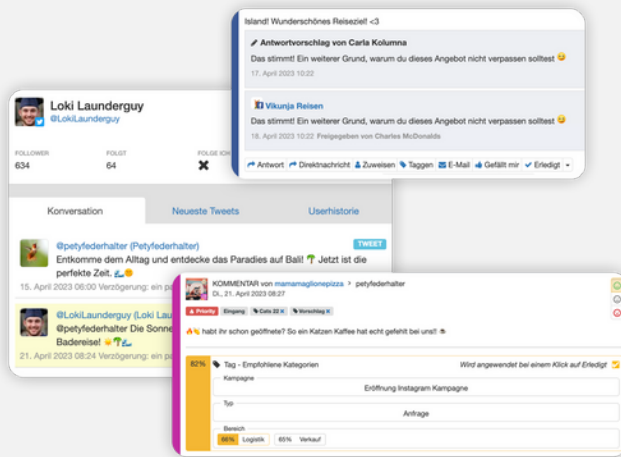 Island! Wunderschönes Reiseziel! <3
Antwortvorschlag von Carla Kolumna
Das stimmt! Ein weiterer Grund, warum du dieses Angebot nicht verpassen solltest 😉
17. April 2023 10:22
Vikunja Reisen
Das stimmt! Ein weiterer Grund, warum du dieses Angebot nicht verpassen solltest 😉
18. April 2023 10:22 Freigegeben von Charles McDonalds
Antwort Direktnachricht Zuweisen Taggen E-Mail Gefällt mir Erledigt
Loki Launderguy
@LokiLaunderguy
FOLLOWER FOLGT FOLGE ICH
634 64
Konversation Neueste Tweets Userhistorie
@petyfederhalter (Petyfederhalter) TWEET
Entkomme dem Alltag und entdecke das Paradies auf Bali! 🌴 Jetzt ist die
perfekte Zeit.
15. April 2023 06:00 Verzögerung: ein
@LokiLaunderguy (Loki
@petyfederhalter Die
Badereise!
21. April 2023 08:24 Verzögerung: ein
KOMMENTAR von mamamaglionepizza > petyfederhalter
Di., 21. April 2023 08:27
Priority Eingang Cats 22 x Vorschlag x
habt ihr schon geöffnete? So ein Katzen Kaffee hat echt gefehlt bei uns!!
82% Tag - Empfohlene Kategorien Wird angewendet bei einem Klick auf Erledigt
Kampagne
Eröffnung Instagram Kampagne
Typ
Anfrage
Bereich
66% Logistik 65% Verkauf